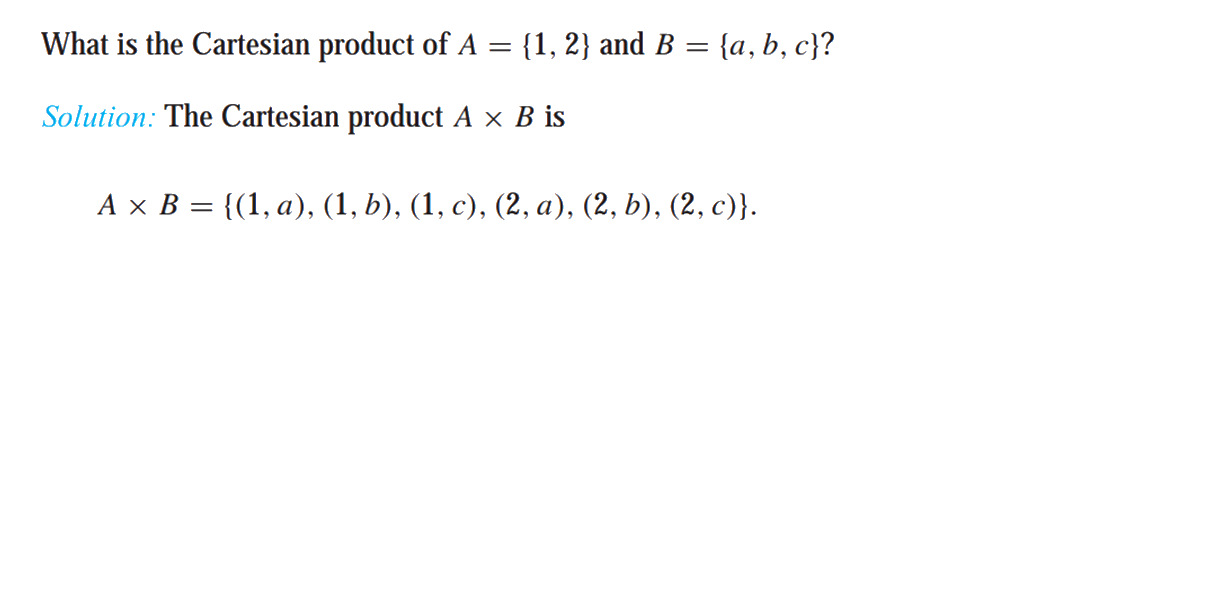 What is the Cartesian product of A = {1, 2} and B = {a, b, c}?
Solution: The Cartesian product A × B is
A × B = {(1, a), (1, b), (1, c), (2, a), (2, b), (2, c)}.